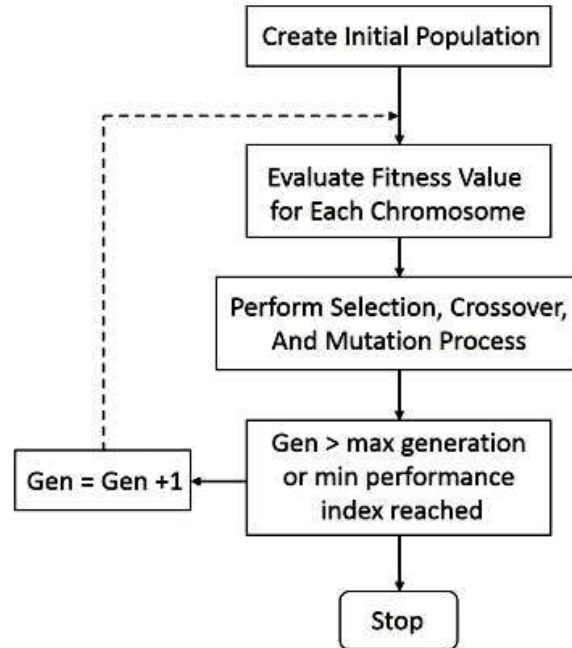 Create Initial Population
Evaluate Fitness Value
for Each Chromosome
Perform Selection, Crossover,
And Mutation Process
Gen > max generation
or min performance
index reached
Gen = Gen +1
Stop